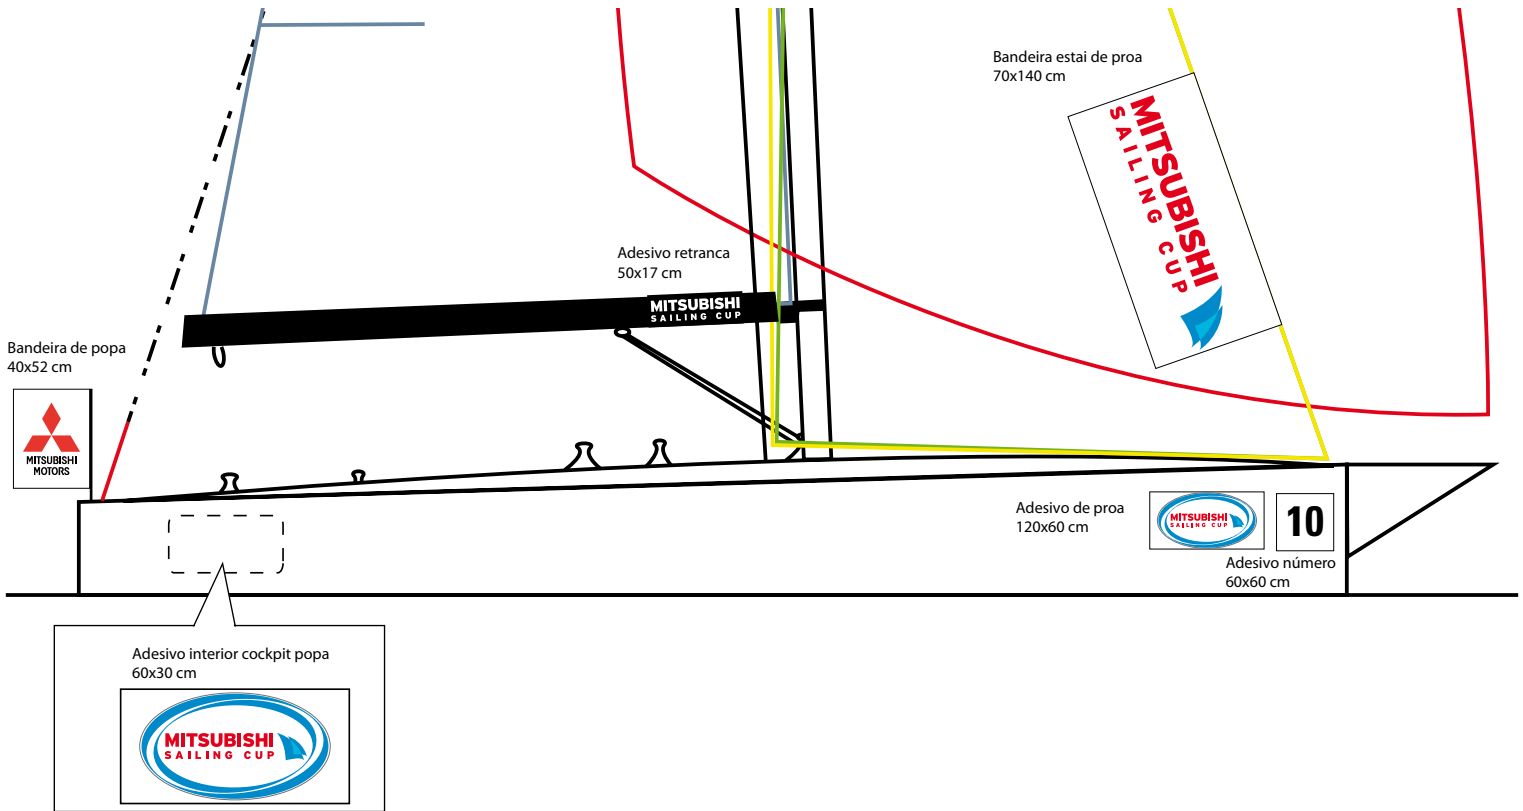 Bandeira estai de proa
70x140 cm
MITSUBISHI
SAILING CUP
Adesivo retranca
50x17 cm
MITSUBISHI
SAILING CUP
Bandeira de popa
40x52 cm
MITSUBISHI
MOTORS
Adesivo de proa
120x60 cm
MITSUBISHI
SAILING CUP
10
Adesivo número
60x60 cm
Adesivo interior cockpit popa
60x30 cm
MITSUBISHI
SAILING CUP